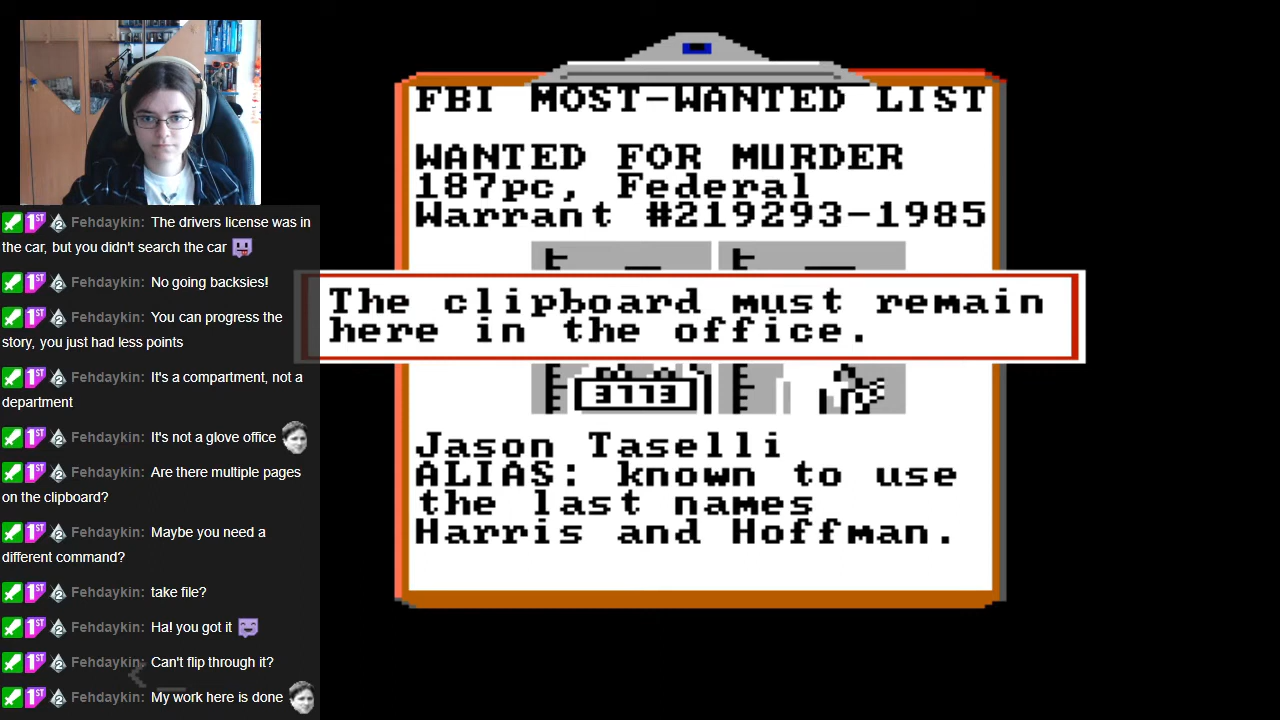 Fehdaykin: The drivers license was in
the car, but you didn't search the car
Fehdaykin: No going backsies!
Fehdaykin: You can progress the
story, you just had less points
Fehdaykin: It's a compartment, not a
department
Fehdaykin: It's not a glove office
Fehdaykin: Are there multiple pages
on the clipboard?
Fehdaykin: Maybe you need a
different command?
Fehdaykin: take file?
Fehdaykin: Ha! you got it
Fehdaykin: Can't flip through it?
Fehdaykin: My work here is done
FBI MOST-WANTED LIST
WANTED FOR MURDER
187pc, Federal
Warrant #219293-1985
The clipboard must remain
here in the office.
3773
Jason Taselli
ALIAS: known to use
the last names
Harris and Hoffman.